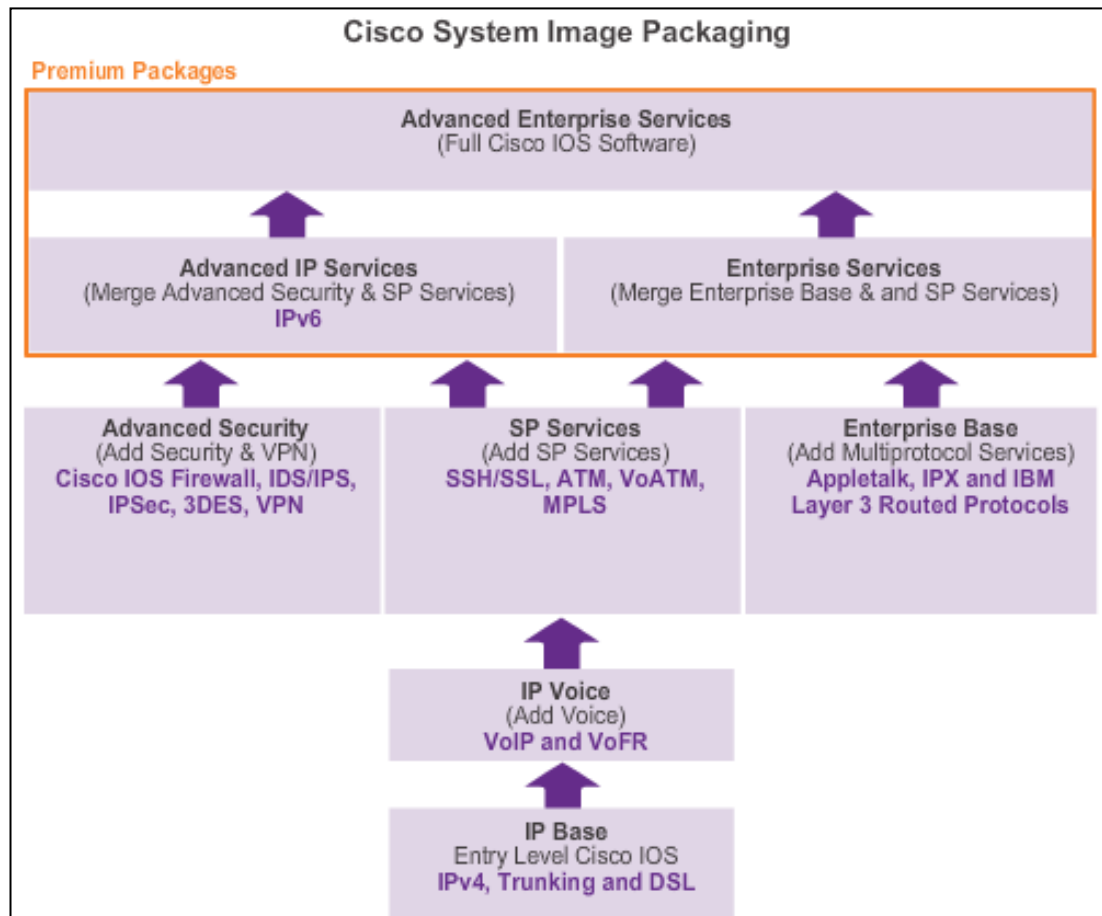 Cisco System Image Packaging
Premium Packages
Advanced Enterprise Services
(Full Cisco IOS Software)
Advanced IP Services
(Merge Advanced Security & SP Services)
IPv6
Enterprise Services
(Merge Enterprise Base & and SP Services)
Advanced Security
(Add Security & VPN)
Cisco IOS Firewall, IDS/IPS,
IPSec, 3DES, VPN
SP Services
(Add SP Services)
SSH/SSL, ATM, VoATM,
MPLS
Enterprise Base
(Add Multiprotocol Services)
Appletalk, IPX and IBM
Layer 3 Routed Protocols
IP Voice
(Add Voice)
VoIP and VoFR
IP Base
Entry Level Cisco IOS
IPv4, Trunking and DSL